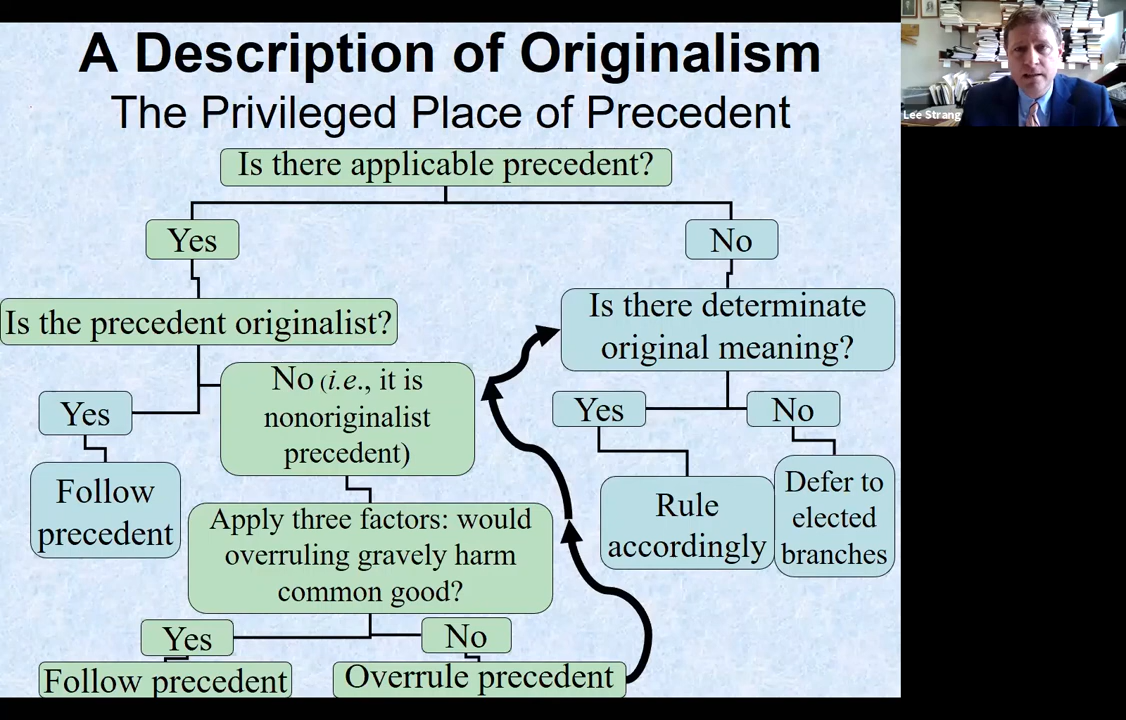 A Description of Originalism
The Privileged Place of Precedent
Lee Strang
Is there applicable precedent?
Yes
No
Is the precedent originalist?
Is there determinate
original meaning?
Yes
No (i.e., it is
nonoriginalist
precedent)
Yes
No
Follow
precedent
Rule
accordingly
Defer to
elected
branches
Apply three factors: would
overruling gravely harm
common good?
Yes
No
Follow precedent
Overrule precedent